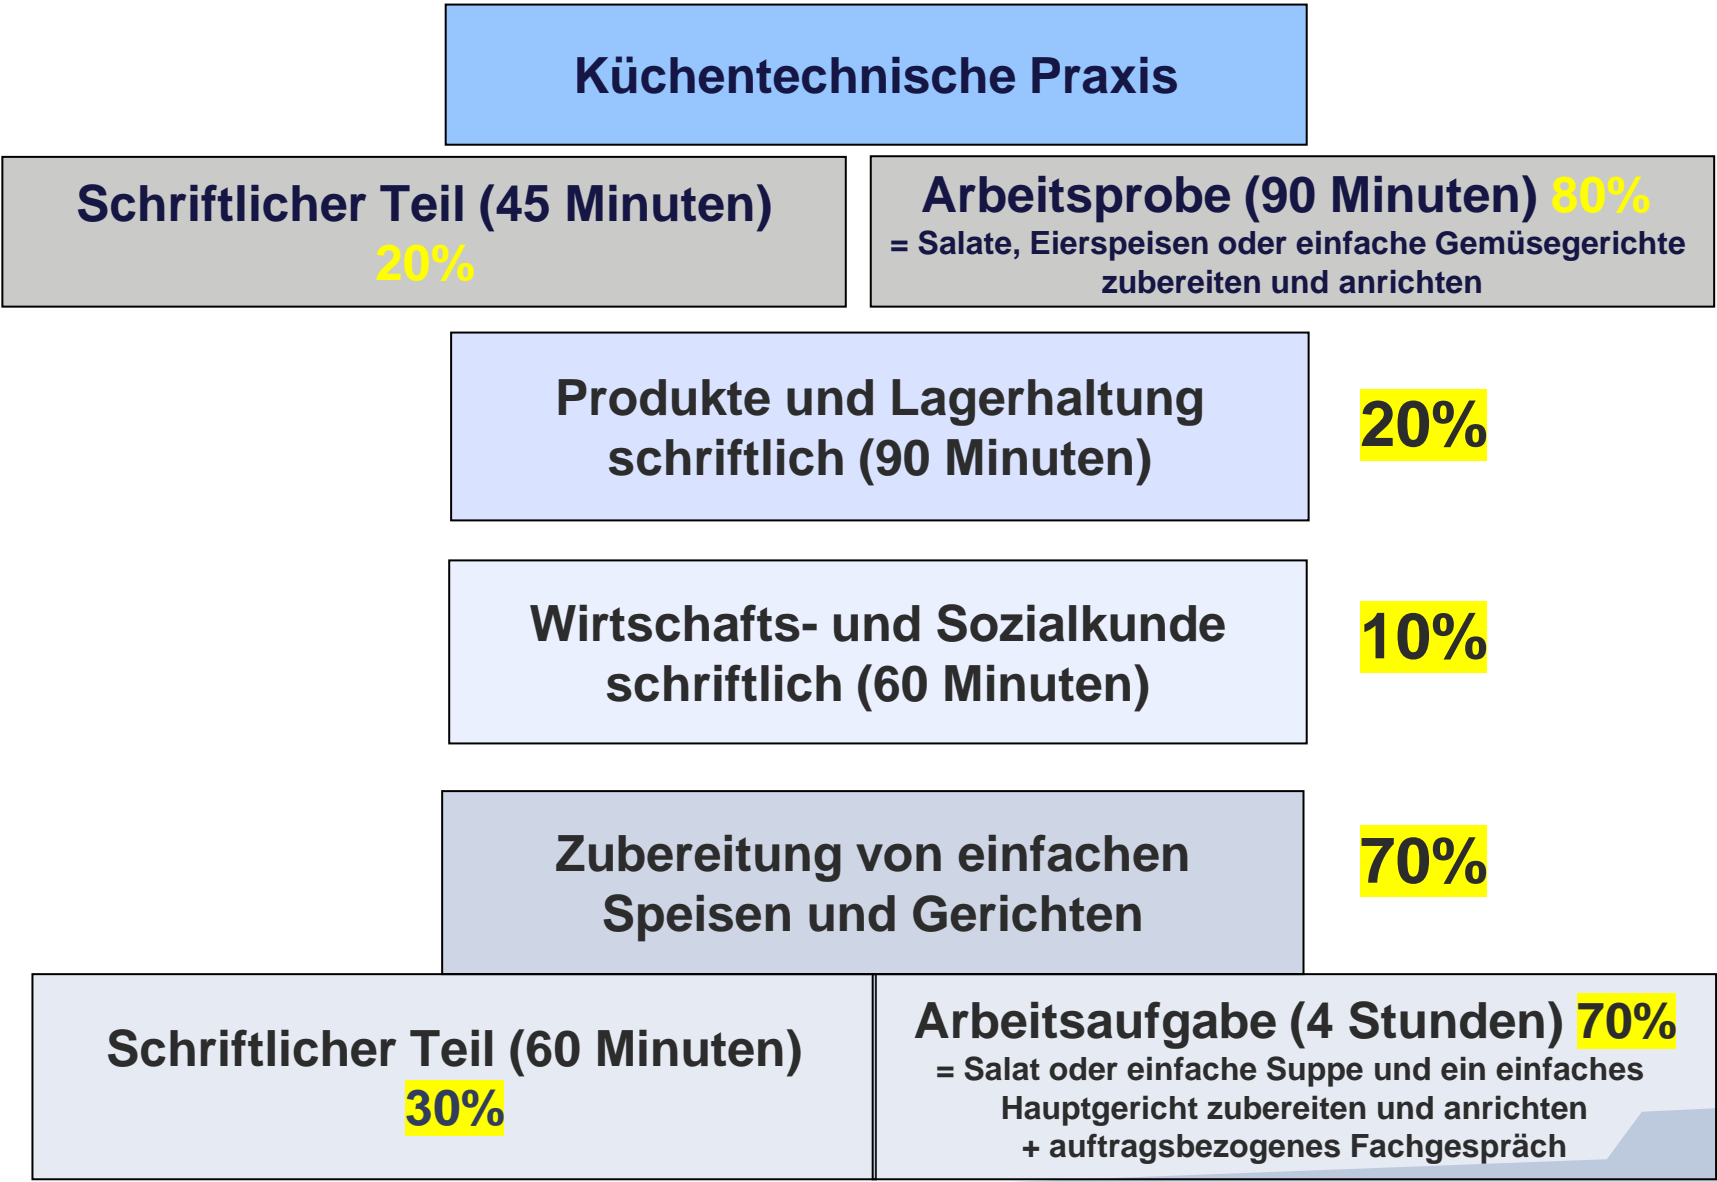 Küchentechnische Praxis
Schriftlicher Teil (45 Minuten)
20%
Arbeitsprobe (90 Minuten) 80%
= Salate, Eierspeisen oder einfache Gemüsegerichte
zubereiten und anrichten
Produkte und Lagerhaltung
schriftlich (90 Minuten)
20%
Wirtschafts- und Sozialkunde
schriftlich (60 Minuten)
10%
Zubereitung von einfachen
Speisen und Gerichten
70%
Schriftlicher Teil (60 Minuten)
30%
Arbeitsaufgabe (4 Stunden) 70%
= Salat oder einfache Suppe und ein einfaches
Hauptgericht zubereiten und anrichten
+ auftragsbezogenes Fachgespräch